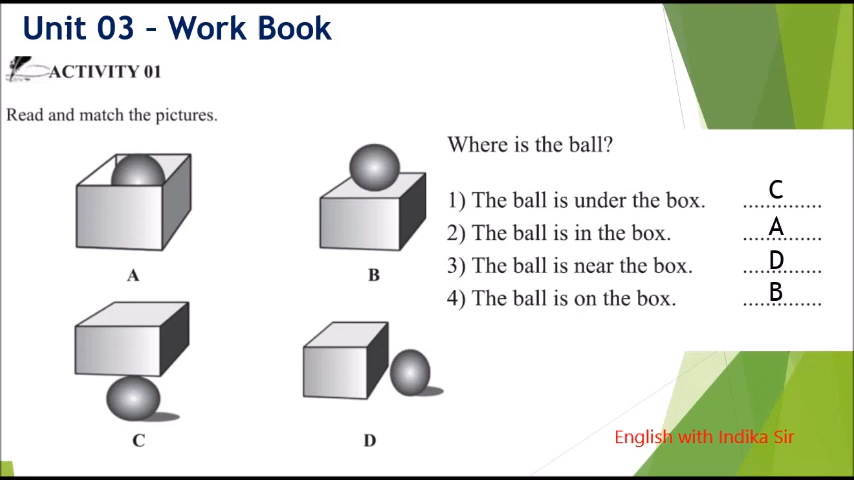 Unit 03 – Work Book
ACTIVITY 01
Read and match the pictures.
A
B
C
D
Where is the ball?
1) The ball is under the box. .............. C
2) The ball is in the box. .............. A
3) The ball is near the box. .............. D
4) The ball is on the box. .............. B
English with Indika Sir